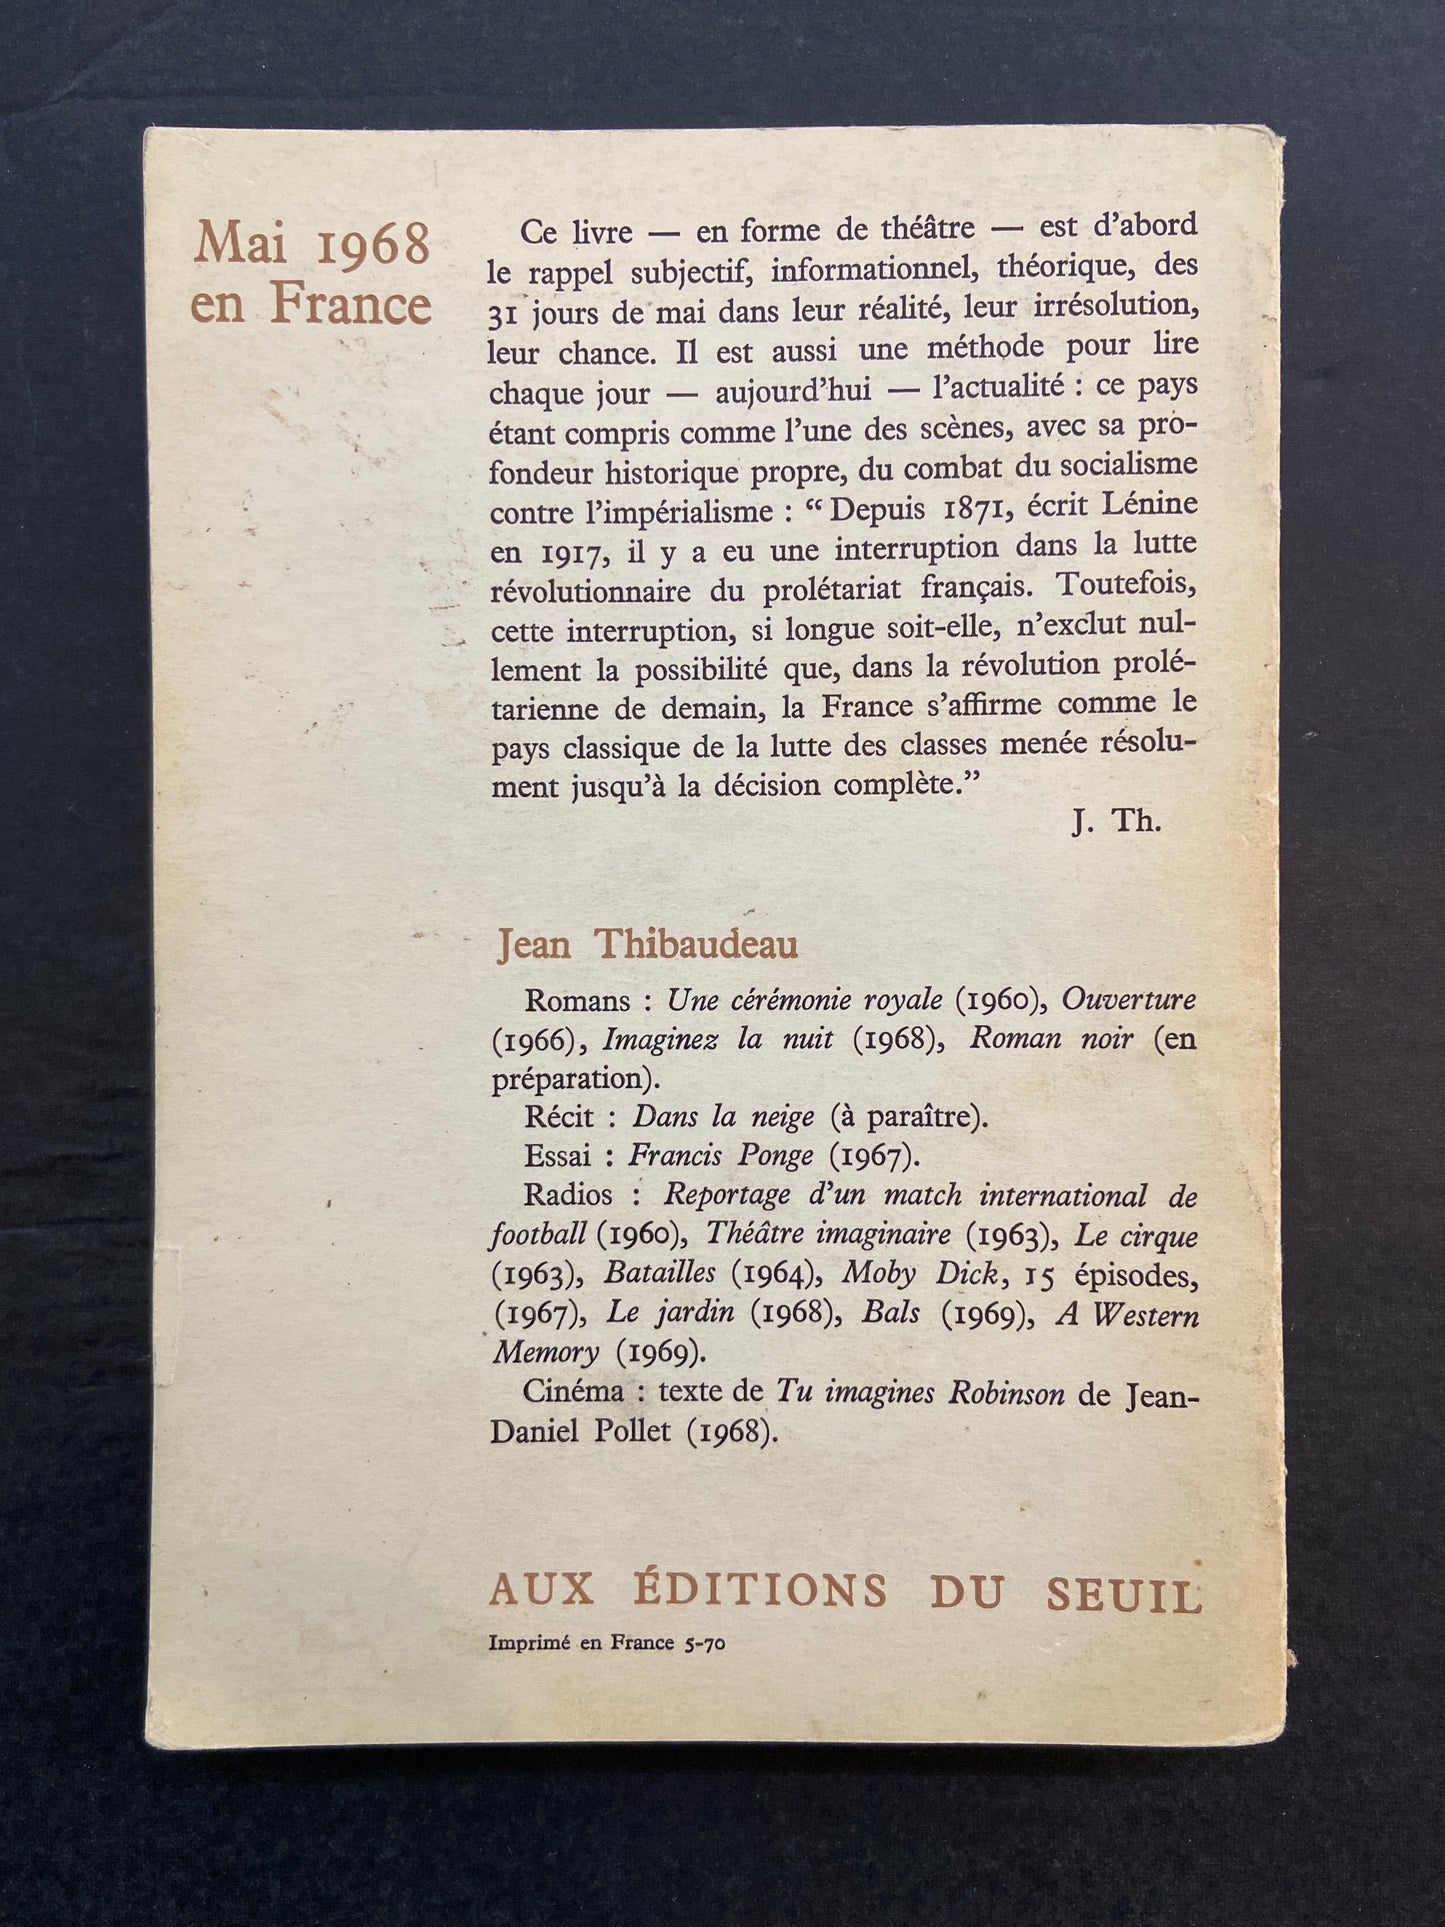 Mai 1968
en France
Ce livre — en forme de théâtre — est d’abord
le rappel subjectif, informationnel, théorique, des
31 jours de mai dans leur réalité, leur irrésolution,
leur chance. Il est aussi une méthode pour lire
chaque jour — aujourd’hui — l’actualité : ce pays
étant compris comme l’une des scènes, avec sa pro-
fondeur historique propre, du combat du socialisme
contre l’impérialisme : “ Depuis 1871, écrit Lénine
en 1917, il y a eu une interruption dans la lutte
révolutionnaire du prolétariat français. Toutefois,
cette interruption, si longue soit-elle, n’exclut nul-
lement la possibilité que, dans la révolution prolé-
tarienne de demain, la France s’affirme comme le
pays classique de la lutte des classes menée résolu-
ment jusqu’à la décision complète.”
J. Th.
Jean Thibaudeau
Romans : Une cérémonie royale (1960), Ouverture
(1966), Imaginez la nuit (1968), Roman noir (en
préparation).
Récit : Dans la neige (à paraître).
Essai : Francis Ponge (1967).
Radios : Reportage d’un match international de
football (1960), Théâtre imaginaire (1963), Le cirque
(1963), Batailles (1964), Moby Dick, 15 épisodes,
(1967), Le jardin (1968), Bals (1969), A Western
Memory (1969).
Cinéma : texte de Tu imagines Robinson de Jean-
Daniel Pollet (1968).
AUX ÉDITIONS DU SEUIL
Imprimé en France 5-70